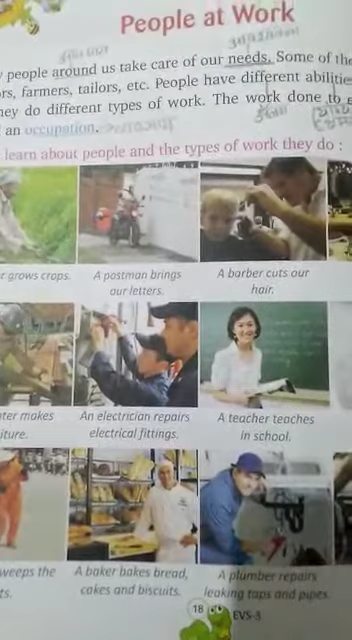 People at Work
people around us take care of our needs. Some of the
rs, farmers, tailors, etc. People have different abilitie
hey do different types of work. The work done to e
an occupation.
learn about people and the types of work they do :
r grows crops.
A postman brings
our letters.
A barber cuts our
hair.
ter makes
iture.
An electrician repairs
electrical fittings.
A teacher teaches
in school.
weeps the
ts.
A baker bakes bread,
cakes and biscuits.
A plumber repairs
leaking taps and pipes.
18
EVS-3